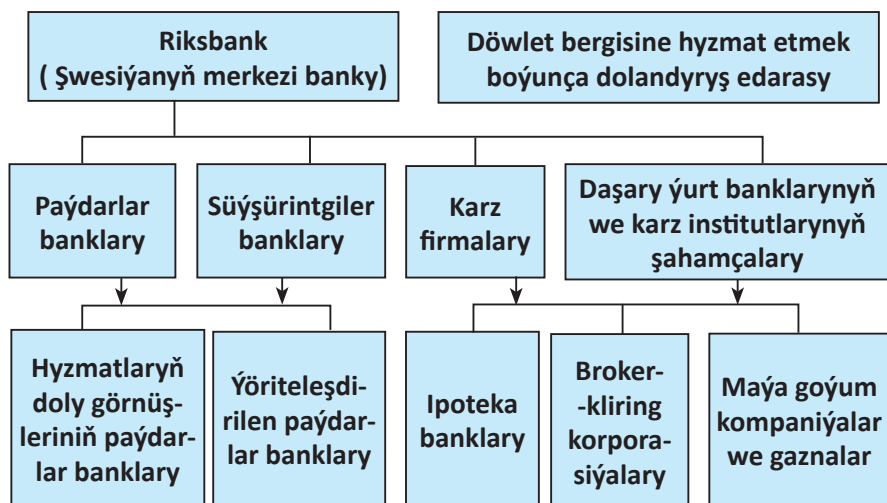 Riksbank
( Şwesiýanyň merkezi banky)
Döwlet bergisine hyzmat etmek
boýunça dolandyryş edarasy
Paýdarlar
banklary
Süýşürintgiler
banklary
Karz
firmalary
Daşary ýurt banklarynyň
we karz institutlarynyň
şahamçalary
Hyzmatlaryň
doly görnüş-
leriniň paýdar-
lar banklary
Ýöriteleşdi-
rilen paýdar-
lar banklary
Ipoteka
banklary
Broker-
-kliring
korpora-
siýalary
Maýa goýum
kompaniýalar
we gaznalar